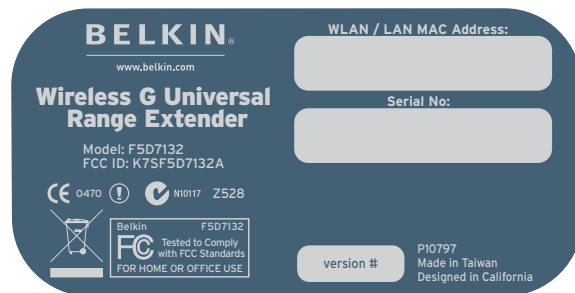 BELKIN®
www.belkin.com
Wireless G Universal
Range Extender
Model: F5D7132
FCC ID: K7SF5D7132A
CE 0470 ! N10117 Z528
Belkin F5D7132
FC Tested to Comply
with FCC Standards
FOR HOME OR OFFICE USE
WLAN / LAN MAC Address:
Serial No:
version #
P10797
Made in Taiwan
Designed in California